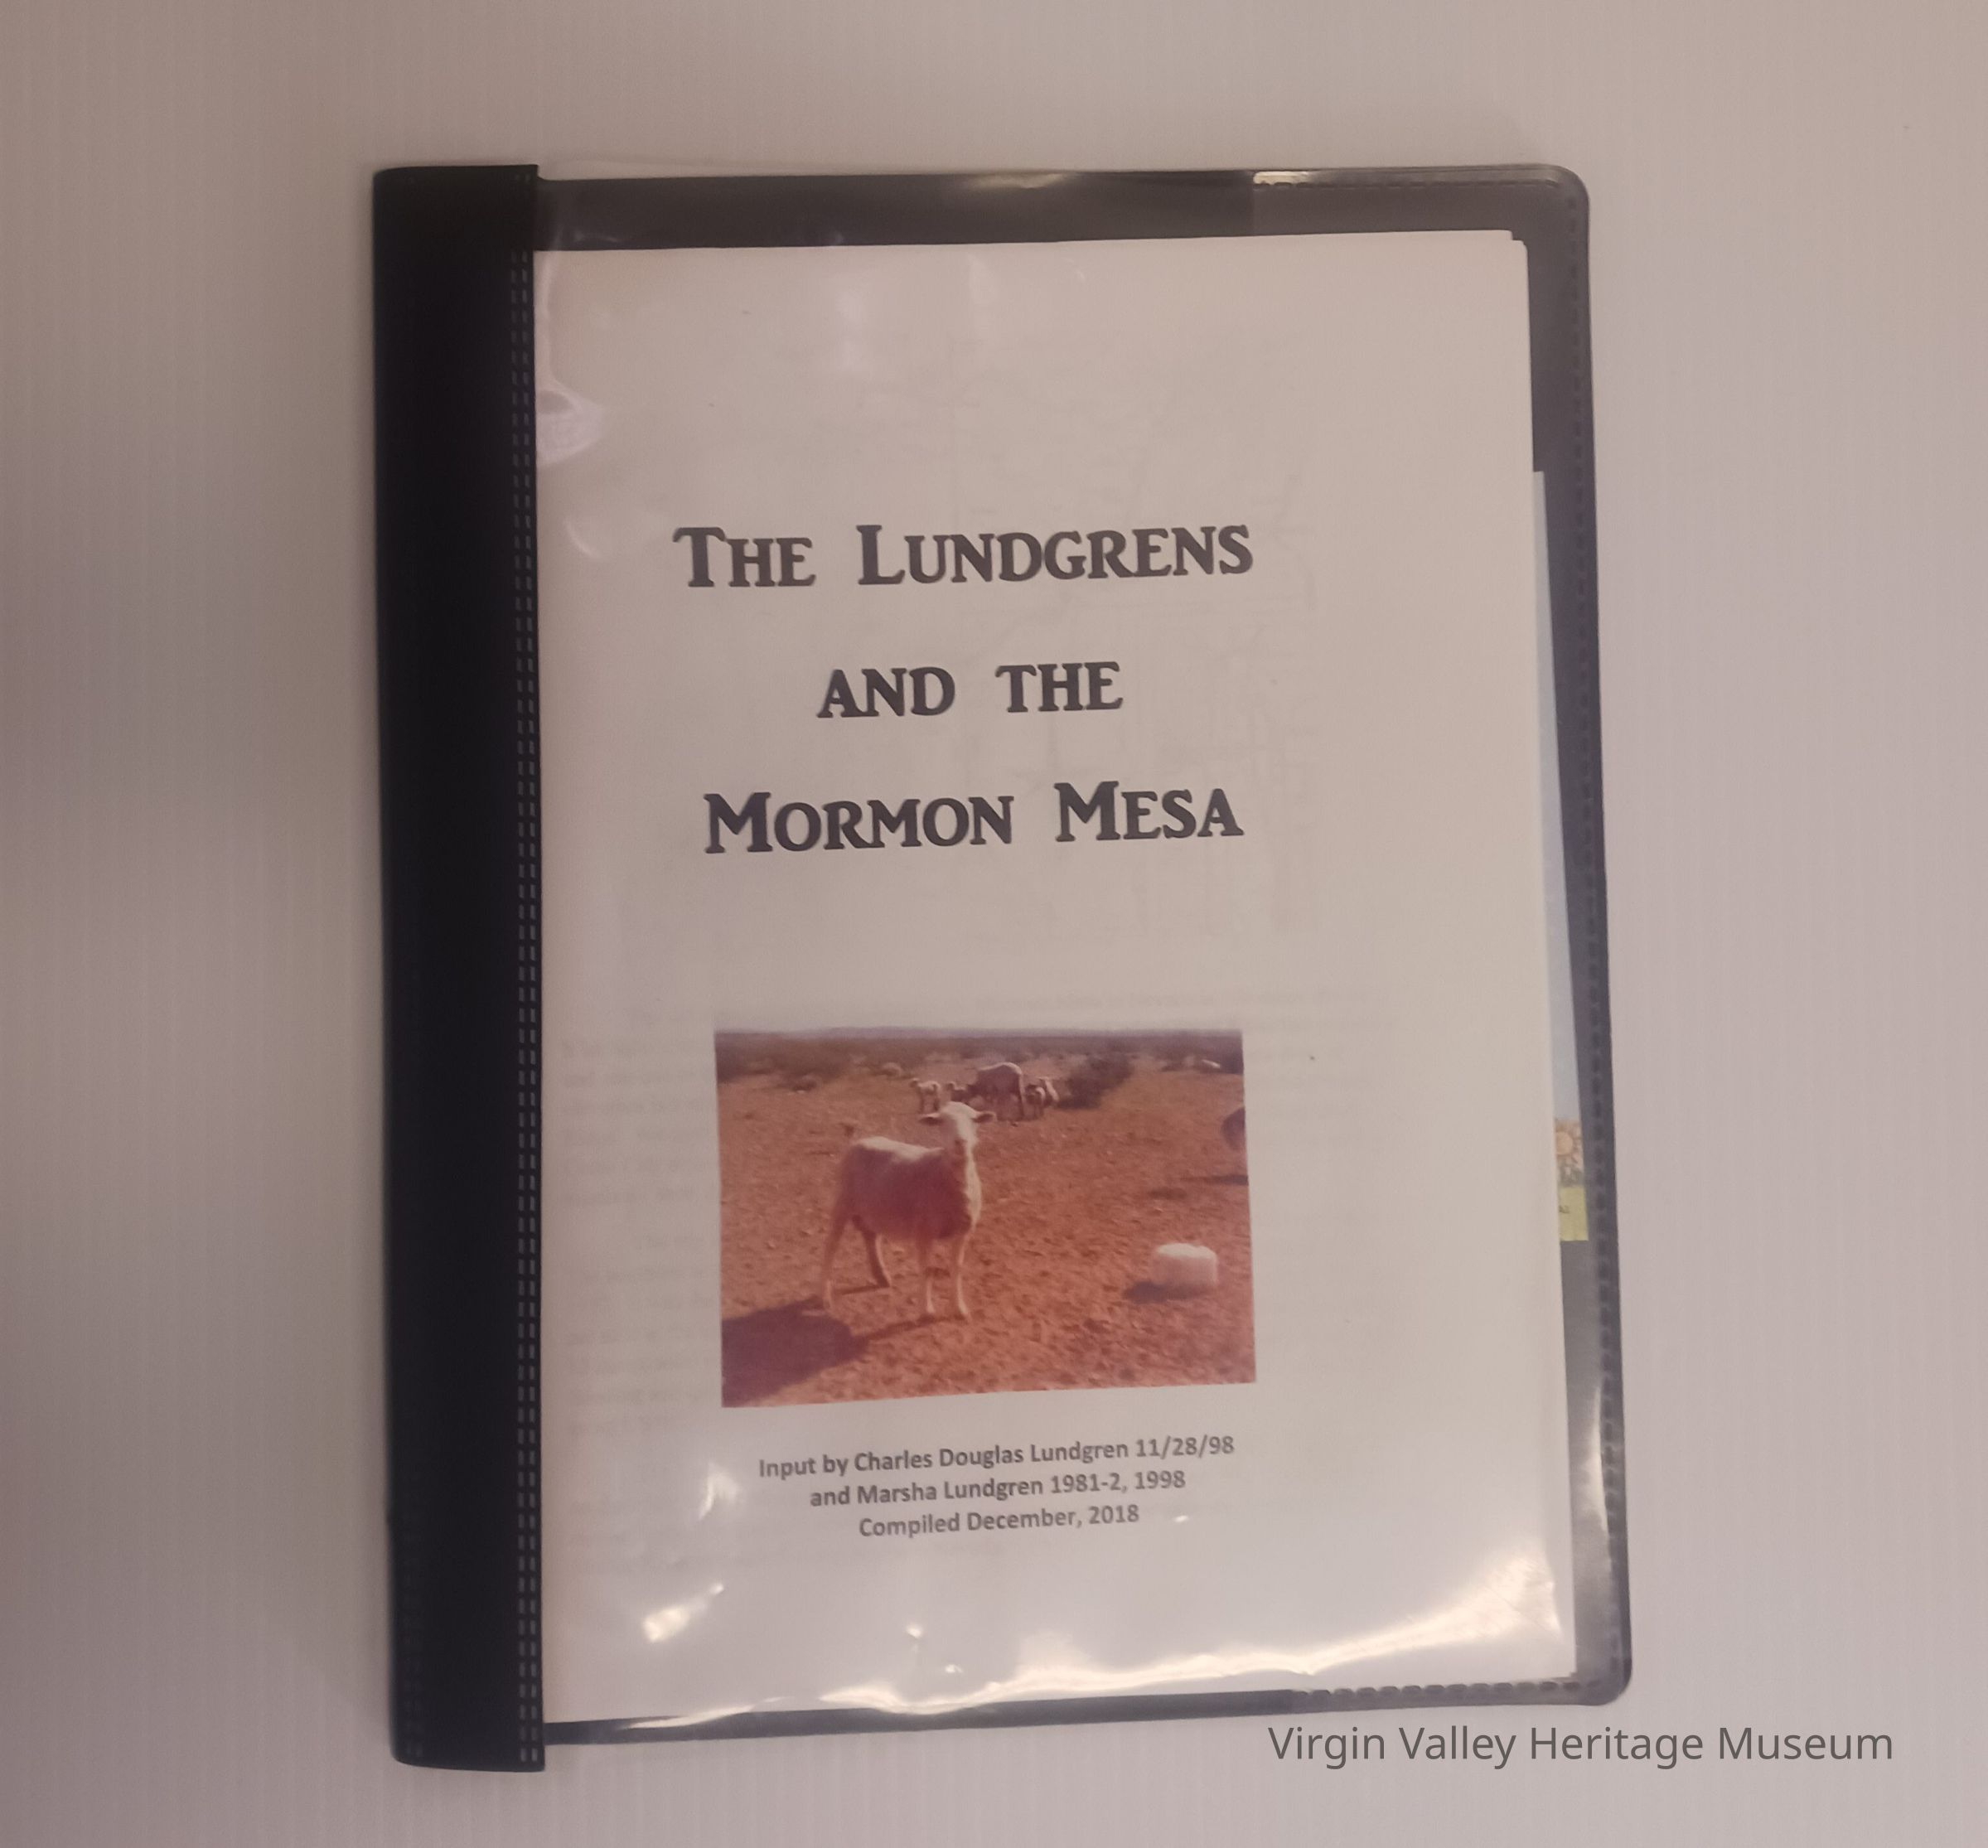 THE LUNDGRENS
AND THE
MORMON MESA
Input by Charles Douglas Lundgren 11/28/98
and Marsha Lundgren 1981-2, 1998
Compiled December, 2018
Virgin Valley Heritage Museum